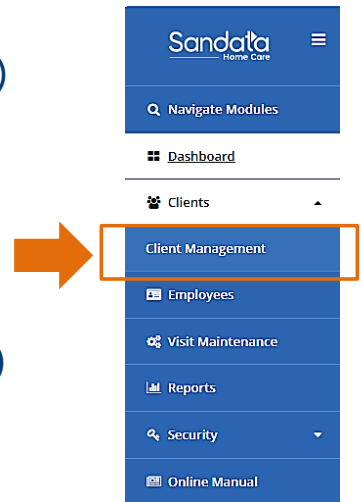 Sandata
Home Care
Navigate Modules
Dashboard
Clients
Client Management
Employees
Visit Maintenance
Reports
Security
Online Manual